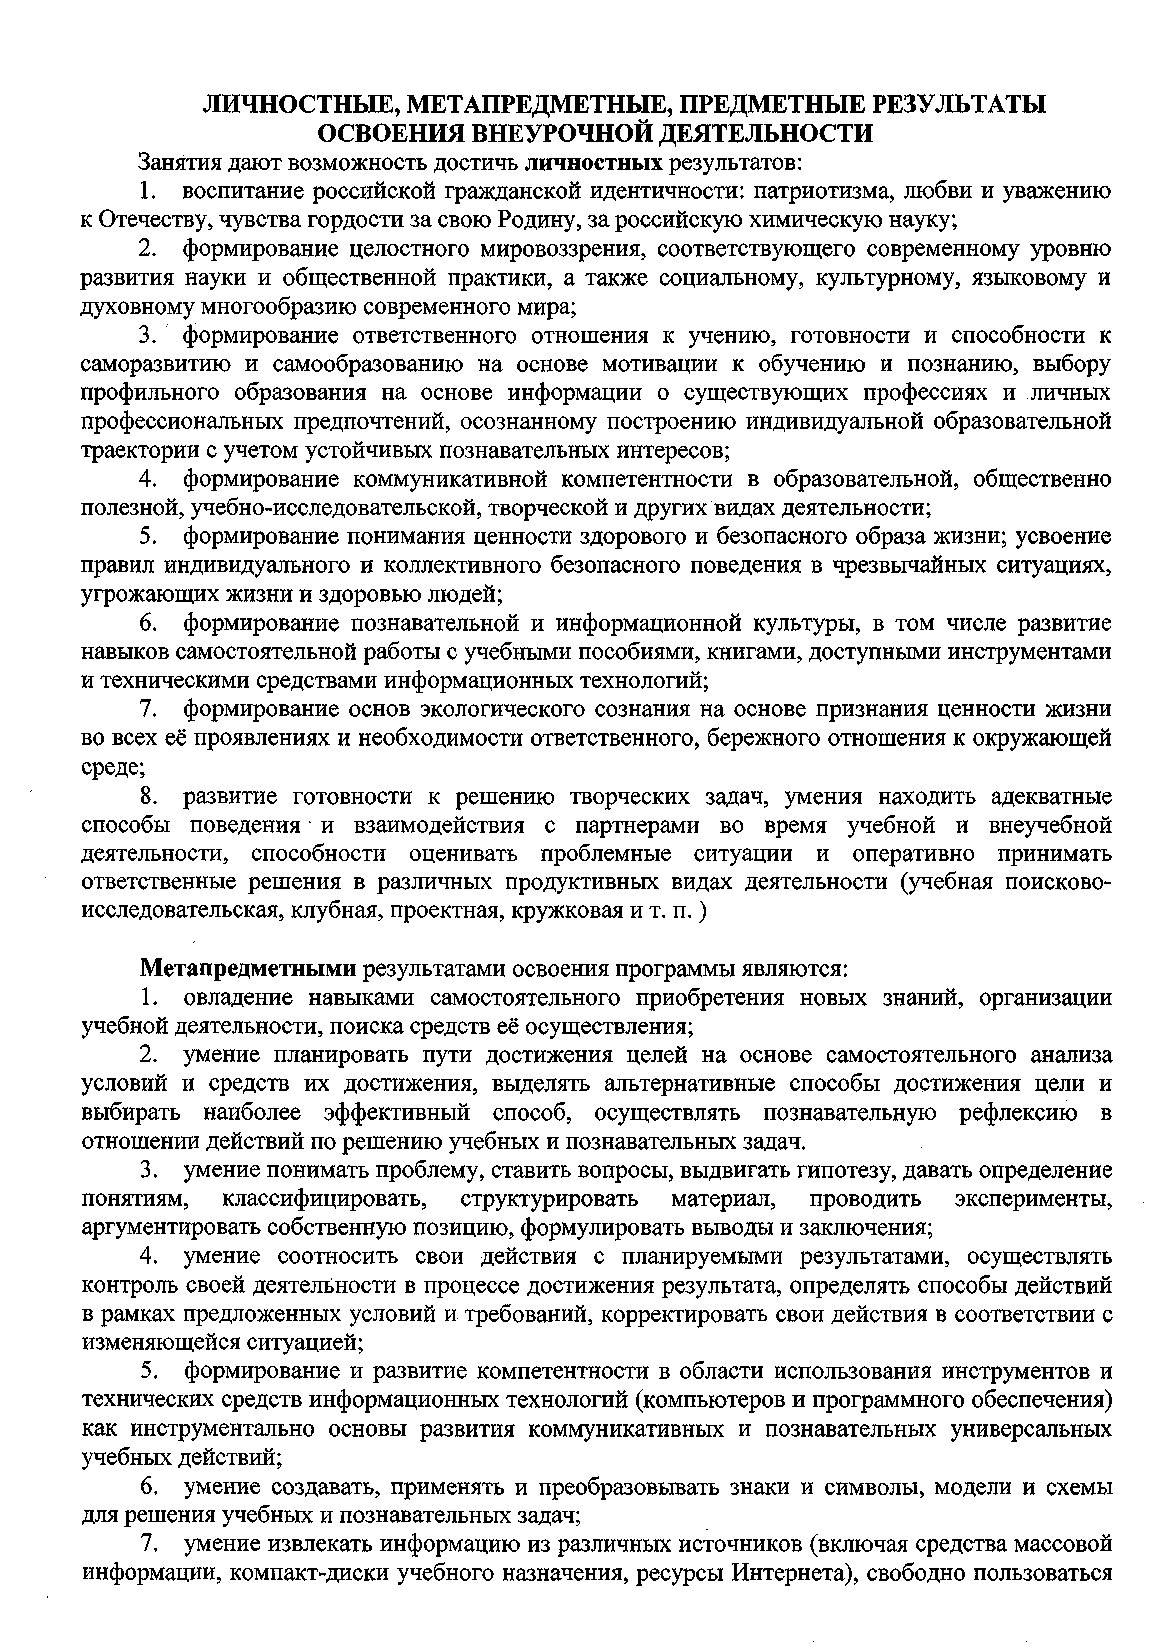 ЛИЧНОСТНЫЕ, МЕТАПРЕДМЕТНЫЕ, ПРЕДМЕТНЫЕ РЕЗУЛЬТАТЫ
ОСВОЕНИЯ ВНЕУРОЧНОЙ ДЕЯТЕЛЬНОСТИ
Занятия дают возможность достичь личностных результатов:
1. воспитание российской гражданской идентичности: патриотизма, любви и уважению
к Отечеству, чувства гордости за свою Родину, за российскую химическую науку;
2. формирование целостного мировоззрения, соответствующего современному уровню
развития науки и общественной практики, а также социальному, культурному, языковому и
духовному многообразию современного мира;
3. формирование ответственного отношения к учению, готовности и способности к
саморазвитию и самообразованию на основе мотивации к обучению и познанию, выбору
профильного образования на основе информации о существующих профессиях и личных
профессиональных предпочтений, осознанному построению индивидуальной образовательной
траектории с учетом устойчивых познавательных интересов;
4. формирование коммуникативной компетентности в образовательной, общественно
полезной, учебно-исследовательской, творческой и других видах деятельности;
5. формирование понимания ценности здорового и безопасного образа жизни; усвоение
правил индивидуального и коллективного безопасного поведения в чрезвычайных ситуациях,
угрожающих жизни и здоровью людей;
6. формирование познавательной и информационной культуры, в том числе развитие
навыков самостоятельной работы с учебными пособиями, книгами, доступными инструментами
и техническими средствами информационных технологий;
7. формирование основ экологического сознания на основе признания ценности жизни
во всех её проявлениях и необходимости ответственного, бережного отношения к окружающей
среде;
8. развитие готовности к решению творческих задач, умения находить адекватные
способы поведения и взаимодействия с партнерами во время учебной и внеучебной
деятельности, способности оценивать проблемные ситуации и оперативно принимать
ответственные решения в различных продуктивных видах деятельности (учебная поисково-
исследовательская, клубная, проектная, кружковая и т. п. )
Метапредметными результатами освоения программы являются:
1. овладение навыками самостоятельного приобретения новых знаний, организации
учебной деятельности, поиска средств её осуществления;
2. умение планировать пути достижения целей на основе самостоятельного анализа
условий и средств их достижения, выделять альтернативные способы достижения цели и
выбирать наиболее эффективный способ, осуществлять познавательную рефлексию в
отношении действий по решению учебных и познавательных задач.
3. умение понимать проблему, ставить вопросы, выдвигать гипотезу, давать определение
понятиям, классифицировать, структурировать материал, проводить эксперименты,
аргументировать собственную позицию, формулировать выводы и заключения;
4. умение соотносить свои действия с планируемыми результатами, осуществлять
контроль своей деятельности в процессе достижения результата, определять способы действий
в рамках предложенных условий и требований, корректировать свои действия в соответствии с
изменяющейся ситуацией;
5. формирование и развитие компетентности в области использования инструментов и
технических средств информационных технологий (компьютеров и программного обеспечения)
как инструментально основы развития коммуникативных и познавательных универсальных
учебных действий;
6. умение создавать, применять и преобразовывать знаки и символы, модели и схемы
для решения учебных и познавательных задач;
7. умение извлекать информацию из различных источников (включая средства массовой
информации, компакт-диски учебного назначения, ресурсы Интернета), свободно пользоваться